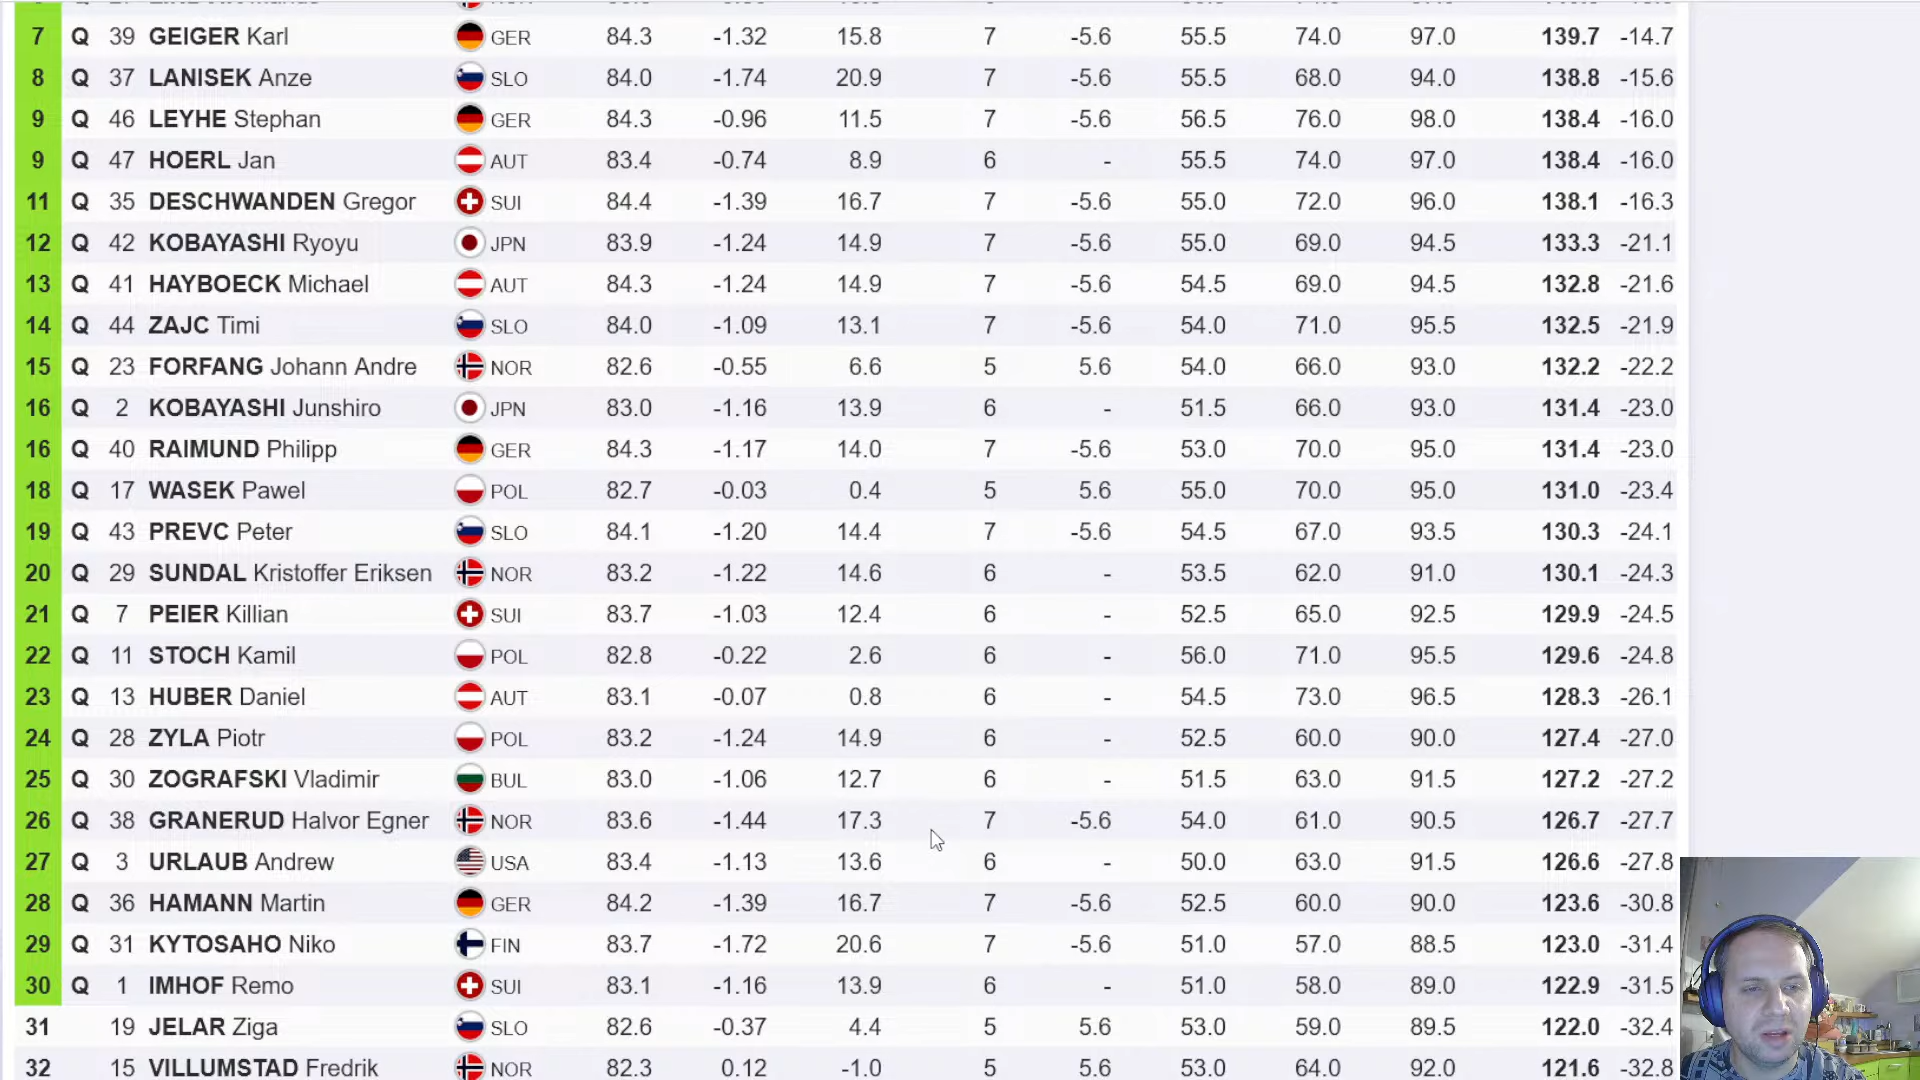 7 Q 39 GEIGER Karl GER 84.3 -1.32 15.8 7 -5.6 55.5 74.0 97.0 139.7 -14.7
8 Q 37 LANISEK Anze SLO 84.0 -1.74 20.9 7 -5.6 55.5 68.0 94.0 138.8 -15.6
9 Q 46 LEYHE Stephan GER 84.3 -0.96 11.5 7 -5.6 56.5 76.0 98.0 138.4 -16.0
9 Q 47 HOERL Jan AUT 83.4 -0.74 8.9 6 - 55.5 74.0 97.0 138.4 -16.0
11 Q 35 DESCHWANDEN Gregor SUI 84.4 -1.39 16.7 7 -5.6 55.0 72.0 96.0 138.1 -16.3
12 Q 42 KOBAYASHI Ryoyu JPN 83.9 -1.24 14.9 7 -5.6 55.0 69.0 94.5 133.3 -21.1
13 Q 41 HAYBOECK Michael AUT 84.3 -1.24 14.9 7 -5.6 54.5 69.0 94.5 132.8 -21.6
14 Q 44 ZAJC Timi SLO 84.0 -1.09 13.1 7 -5.6 54.0 71.0 95.5 132.5 -21.9
15 Q 23 FORFANG Johann Andre NOR 82.6 -0.55 6.6 5 5.6 54.0 66.0 93.0 132.2 -22.2
16 Q 2 KOBAYASHI Junshiro JPN 83.0 -1.16 13.9 6 - 51.5 66.0 93.0 131.4 -23.0
16 Q 40 RAIMUND Philipp GER 84.3 -1.17 14.0 7 -5.6 53.0 70.0 95.0 131.4 -23.0
18 Q 17 WASEK Pawel POL 82.7 -0.03 0.4 5 5.6 55.0 70.0 95.0 131.0 -23.4
19 Q 43 PREVC Peter SLO 84.1 -1.20 14.4 7 -5.6 54.5 67.0 93.5 130.3 -24.1
20 Q 29 SUNDAL Kristoffer Eriksen NOR 83.2 -1.22 14.6 6 - 53.5 62.0 91.0 130.1 -24.3
21 Q 7 PEIER Killian SUI 83.7 -1.03 12.4 6 - 52.5 65.0 92.5 129.9 -24.5
22 Q 11 STOCH Kamil POL 82.8 -0.22 2.6 6 - 56.0 71.0 95.5 129.6 -24.8
23 Q 13 HUBER Daniel AUT 83.1 -0.07 0.8 6 - 54.5 73.0 96.5 128.3 -26.1
24 Q 28 ZYLA Piotr POL 83.2 -1.24 14.9 6 - 52.5 60.0 90.0 127.4 -27.0
25 Q 30 ZOGRAFSKI Vladimir BUL 83.0 -1.06 12.7 6 - 51.5 63.0 91.5 127.2 -27.2
26 Q 38 GRANERUD Halvor Egner NOR 83.6 -1.44 17.3 7 -5.6 54.0 61.0 90.5 126.7 -27.7
27 Q 3 URLAUB Andrew USA 83.4 -1.13 13.6 6 - 50.0 63.0 91.5 126.6 -27.8
28 Q 36 HAMANN Martin GER 84.2 -1.39 16.7 7 -5.6 52.5 60.0 90.0 123.6 -30.8
29 Q 31 KYTOSAHO Niko FIN 83.7 -1.72 20.6 7 -5.6 51.0 57.0 88.5 123.0 -31.4
30 Q 1 IMHOF Remo SUI 83.1 -1.16 13.9 6 - 51.0 58.0 89.0 122.9 -31.5
31 19 JELAR Ziga SLO 82.6 -0.37 4.4 5 5.6 53.0 59.0 89.5 122.0 -32.4
32 15 VILLUMSTAD Fredrik NOR 82.3 0.12 -1.0 5 5.6 53.0 64.0 92.0 121.6 -32.8